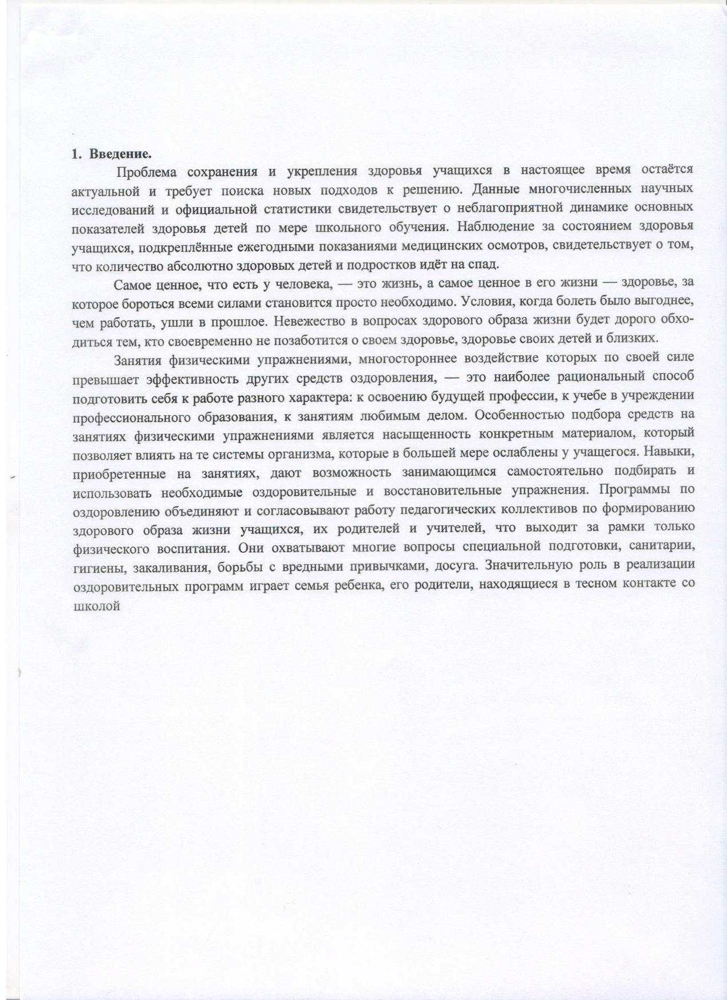 1. Введение.
Проблема сохранения и укрепления здоровья учащихся в настоящее время остаётся
актуальной и требует поиска новых подходов к решению. Данные многочисленных научных
исследований и официальной статистики свидетельствует о неблагоприятной динамике основных
показателей здоровья детей по мере школьного обучения. Наблюдение за состоянием здоровья
учащихся, подкреплённые ежегодными показаниями медицинских осмотров, свидетельствует о том,
что количество абсолютно здоровых детей и подростков идёт на спад.
Самое ценное, что есть у человека, — это жизнь, а самое ценное в его жизни — здоровье, за
которое бороться всеми силами становится просто необходимо. Условия, когда болеть было выгоднее,
чем работать, ушли в прошлое. Невежество в вопросах здорового образа жизни будет дорого обхо-
диться тем, кто своевременно не позаботится о своем здоровье, здоровье своих детей и близких.
Занятия физическими упражнениями, многостороннее воздействие которых по своей силе
превышает эффективность других средств оздоровления, — это наиболее рациональный способ
подготовить себя к работе разного характера: к освоению будущей профессии, к учебе в учреждении
профессионального образования, к занятиям любимым делом. Особенностью подбора средств на
занятиях физическими упражнениями является насыщенность конкретным материалом, который
позволяет влиять на те системы организма, которые в большей мере ослаблены у учащегося. Навыки,
приобретенные на занятиях, дают возможность занимающимся самостоятельно подбирать и
использовать необходимые оздоровительные и восстановительные упражнения. Программы по
оздоровлению объединяют и согласовывают работу педагогических коллективов по формированию
здорового образа жизни учащихся, их родителей и учителей, что выходит за рамки только
физического воспитания. Они охватывают многие вопросы специальной подготовки, санитарии,
гигиены, закаливания, борьбы с вредными привычками, досуга. Значительную роль в реализации
оздоровительных программ играет семья ребенка, его родители, находящиеся в тесном контакте со
школой